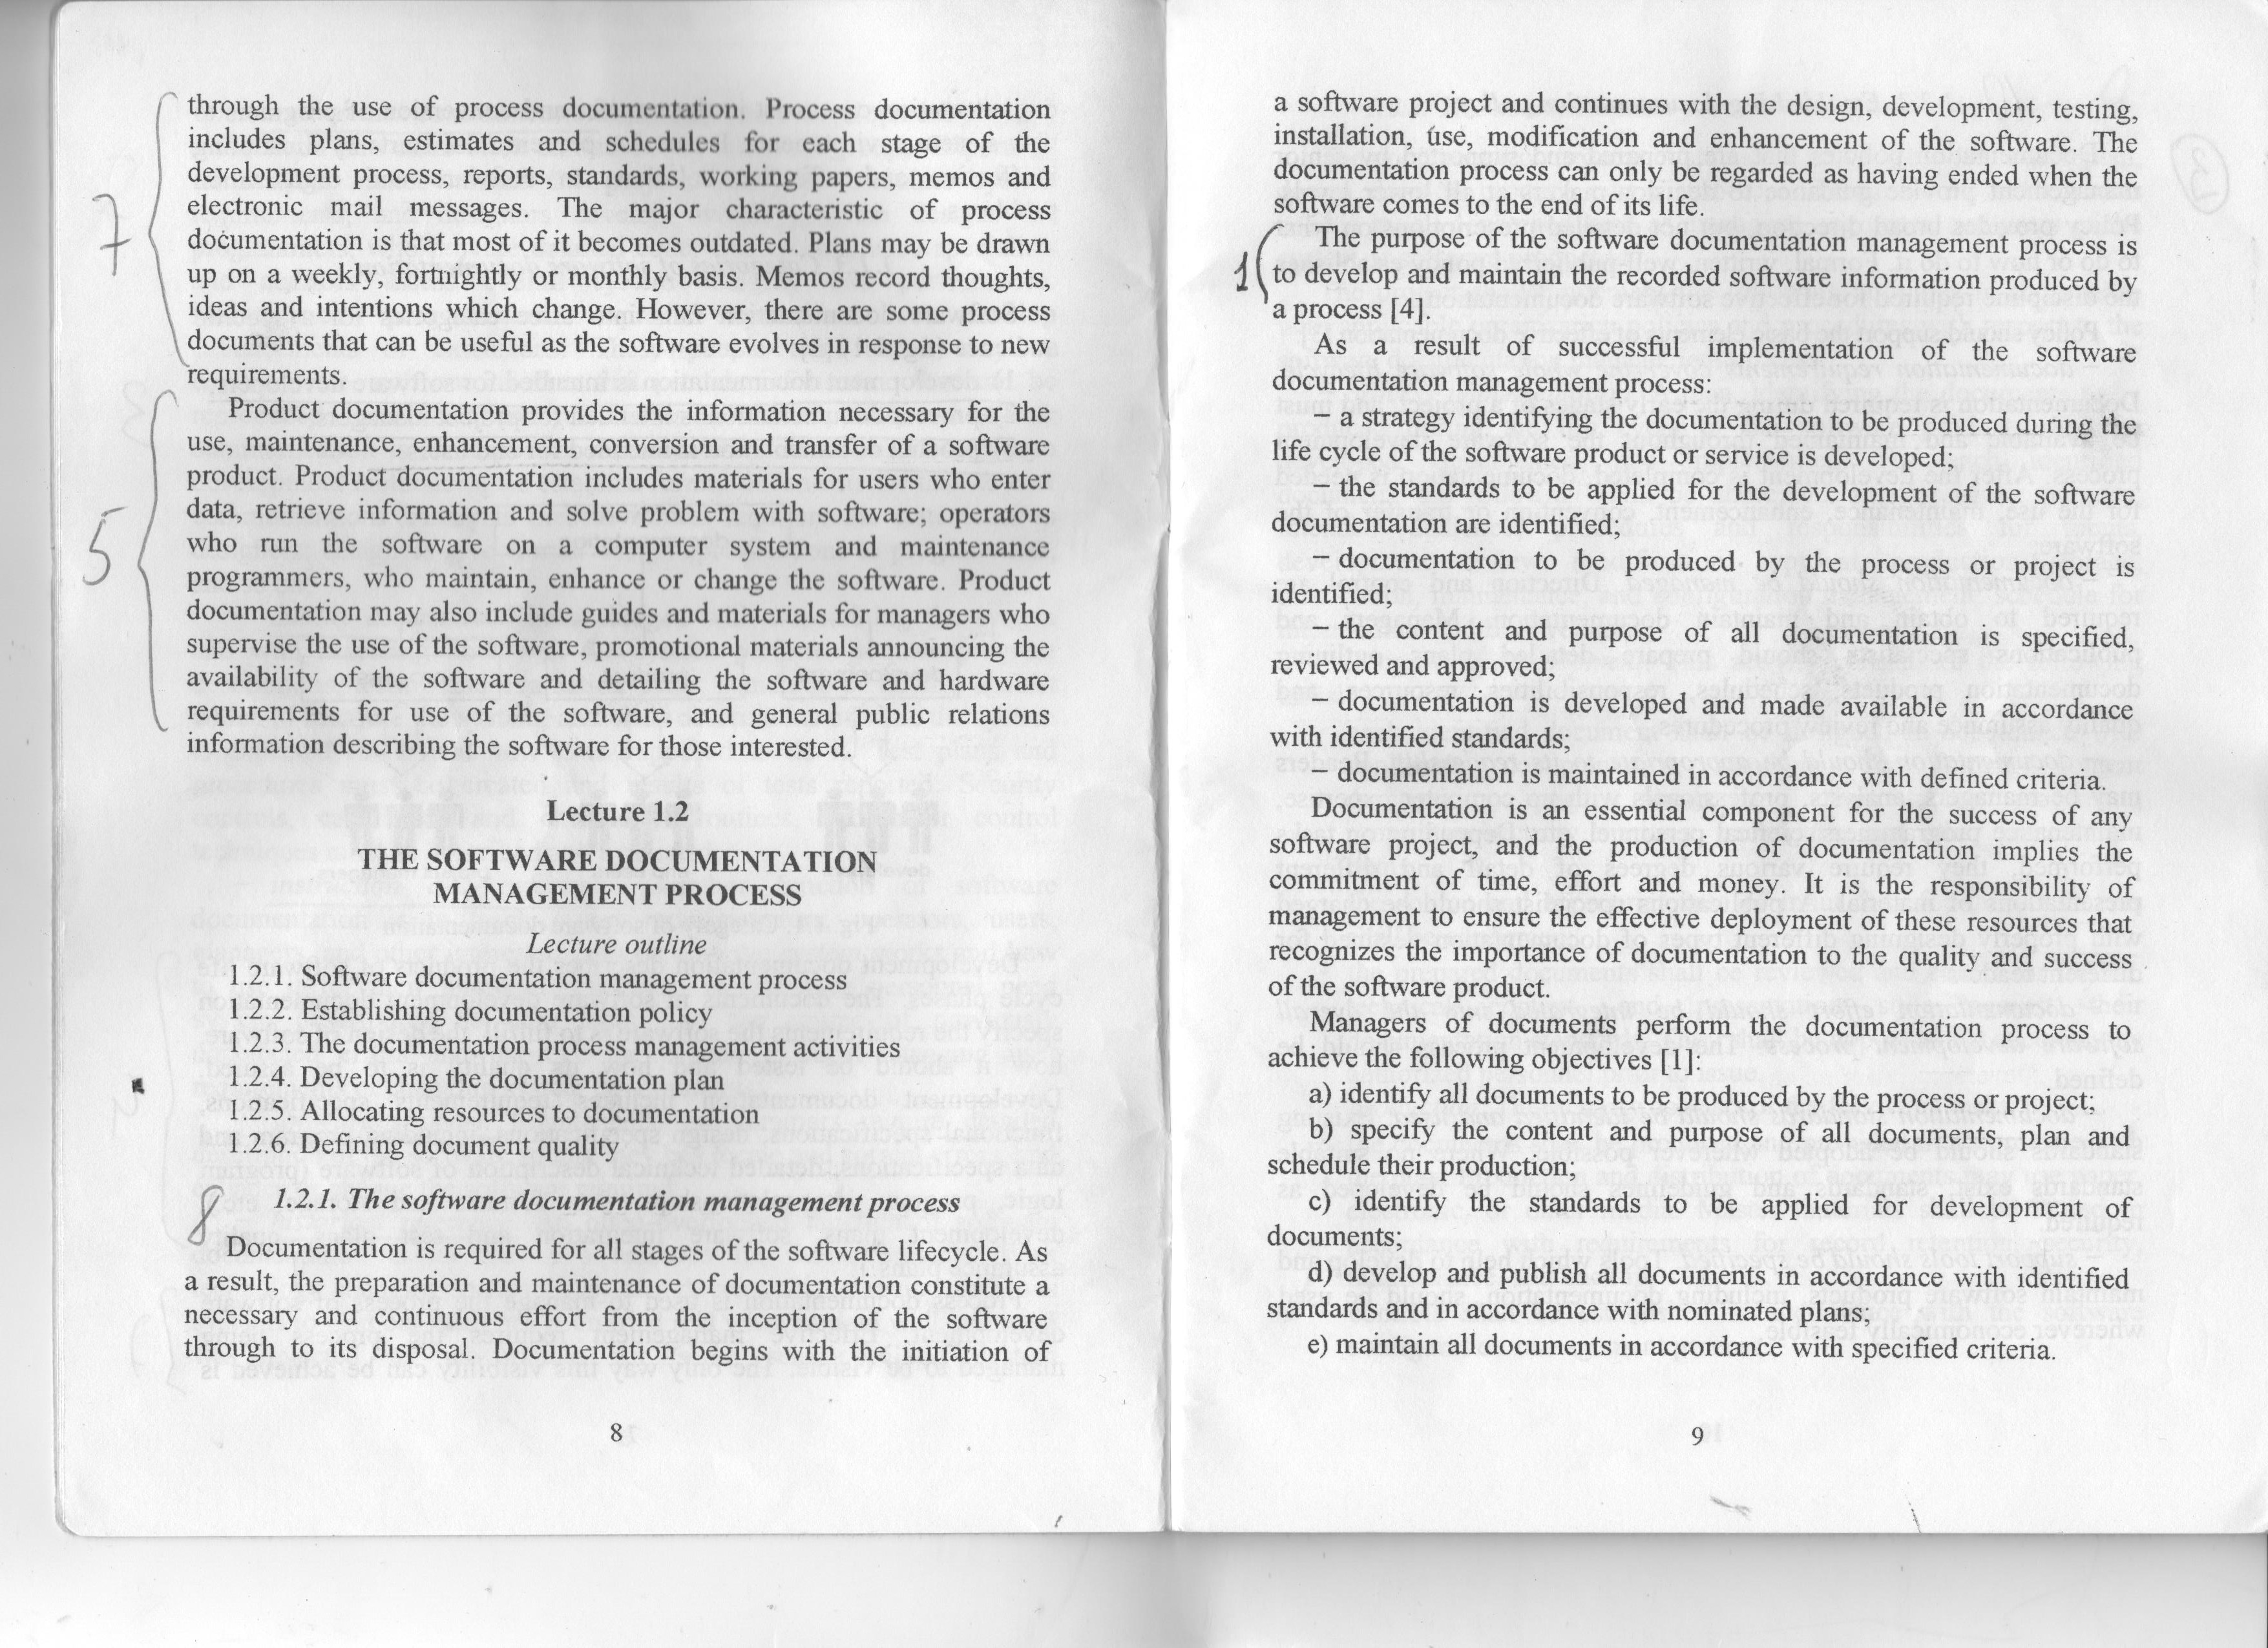 7
through the use of process documentation. Process documentation
includes plans, estimates and schedules for each stage of the
development process, reports, standards, working papers, memos and
electronic mail messages. The major characteristic of process
documentation is that most of it becomes outdated. Plans may be drawn
up on a weekly, fortnightly or monthly basis. Memos record thoughts,
ideas and intentions which change. However, there are some process
documents that can be useful as the software evolves in response to new
requirements.
5
Product documentation provides the information necessary for the
use, maintenance, enhancement, conversion and transfer of a software
product. Product documentation includes materials for users who enter
data, retrieve information and solve problem with software; operators
who run the software on a computer system and maintenance
programmers, who maintain, enhance or change the software. Product
documentation may also include guides and materials for managers who
supervise the use of the software, promotional materials announcing the
availability of the software and detailing the software and hardware
requirements for use of the software, and general public relations
information describing the software for those interested.
Lecture 1.2
THE SOFTWARE DOCUMENTATION
MANAGEMENT PROCESS
Lecture outline
1.2.1. Software documentation management process
1.2.2. Establishing documentation policy
1.2.3. The documentation process management activities
1.2.4. Developing the documentation plan
1.2.5. Allocating resources to documentation
1.2.6. Defining document quality
8
1.2.1. The software documentation management process
Documentation is required for all stages of the software lifecycle. As
a result, the preparation and maintenance of documentation constitute a
necessary and continuous effort from the inception of the software
through to its disposal. Documentation begins with the initiation of
8
a software project and continues with the design, development, testing,
installation, use, modification and enhancement of the software. The
documentation process can only be regarded as having ended when the
software comes to the end of its life.
1
The purpose of the software documentation management process is
to develop and maintain the recorded software information produced by
a process [4].
As a result of successful implementation of the software
documentation management process:
– a strategy identifying the documentation to be produced during the
life cycle of the software product or service is developed;
– the standards to be applied for the development of the software
documentation are identified;
– documentation to be produced by the process or project is
identified;
– the content and purpose of all documentation is specified,
reviewed and approved;
– documentation is developed and made available in accordance
with identified standards;
– documentation is maintained in accordance with defined criteria.
Documentation is an essential component for the success of any
software project, and the production of documentation implies the
commitment of time, effort and money. It is the responsibility of
management to ensure the effective deployment of these resources that
recognizes the importance of documentation to the quality and success
of the software product.
Managers of documents perform the documentation process to
achieve the following objectives [1]:
a) identify all documents to be produced by the process or project;
b) specify the content and purpose of all documents, plan and
schedule their production;
c) identify the standards to be applied for development of
documents;
d) develop and publish all documents in accordance with identified
standards and in accordance with nominated plans;
e) maintain all documents in accordance with specified criteria.
9